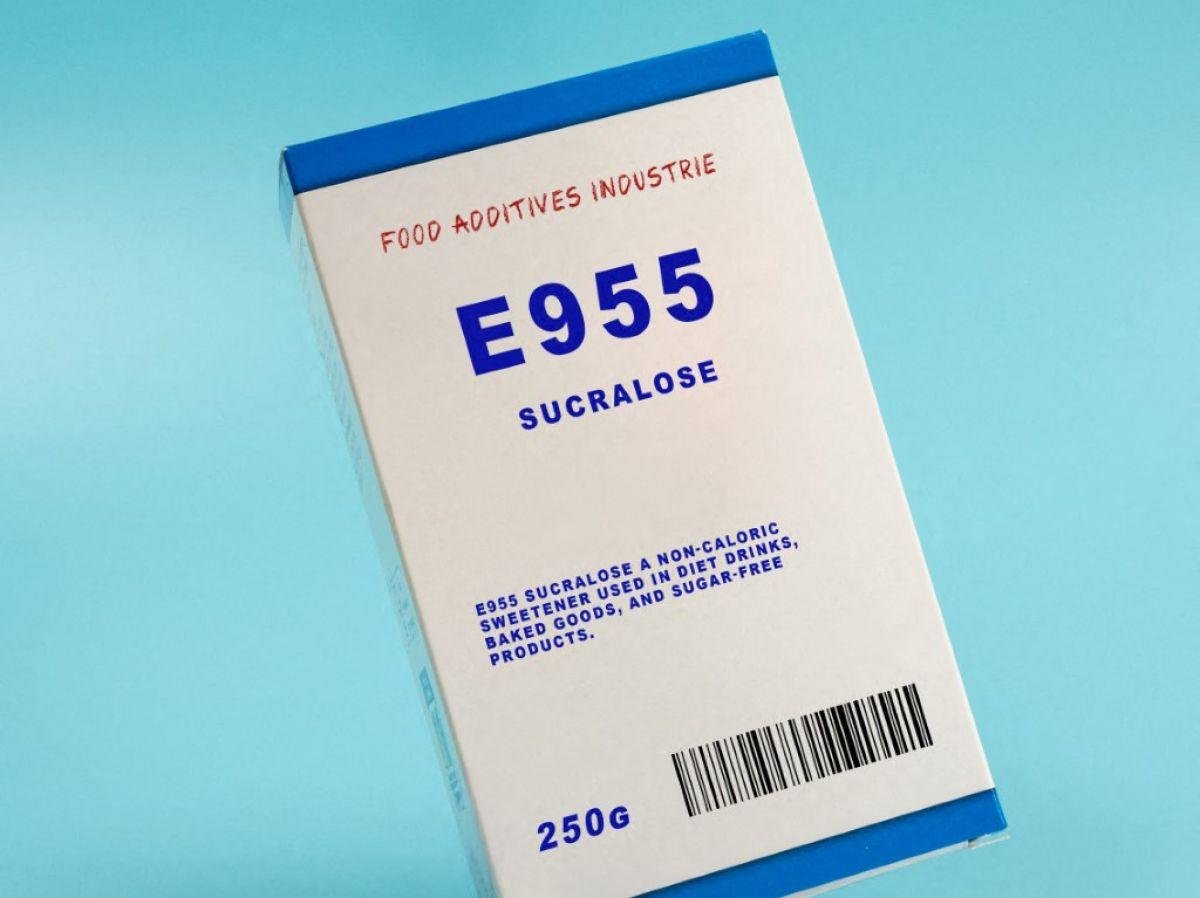 FOOD ADDITIVES INDUSTRIE
E955
SUCRALOSE
E955 SUCRALOSE A NON-CALORIC
SWEETENER USED IN DIET DRINKS,
BAKED GOODS, AND SUGAR-FREE
PRODUCTS.
250G